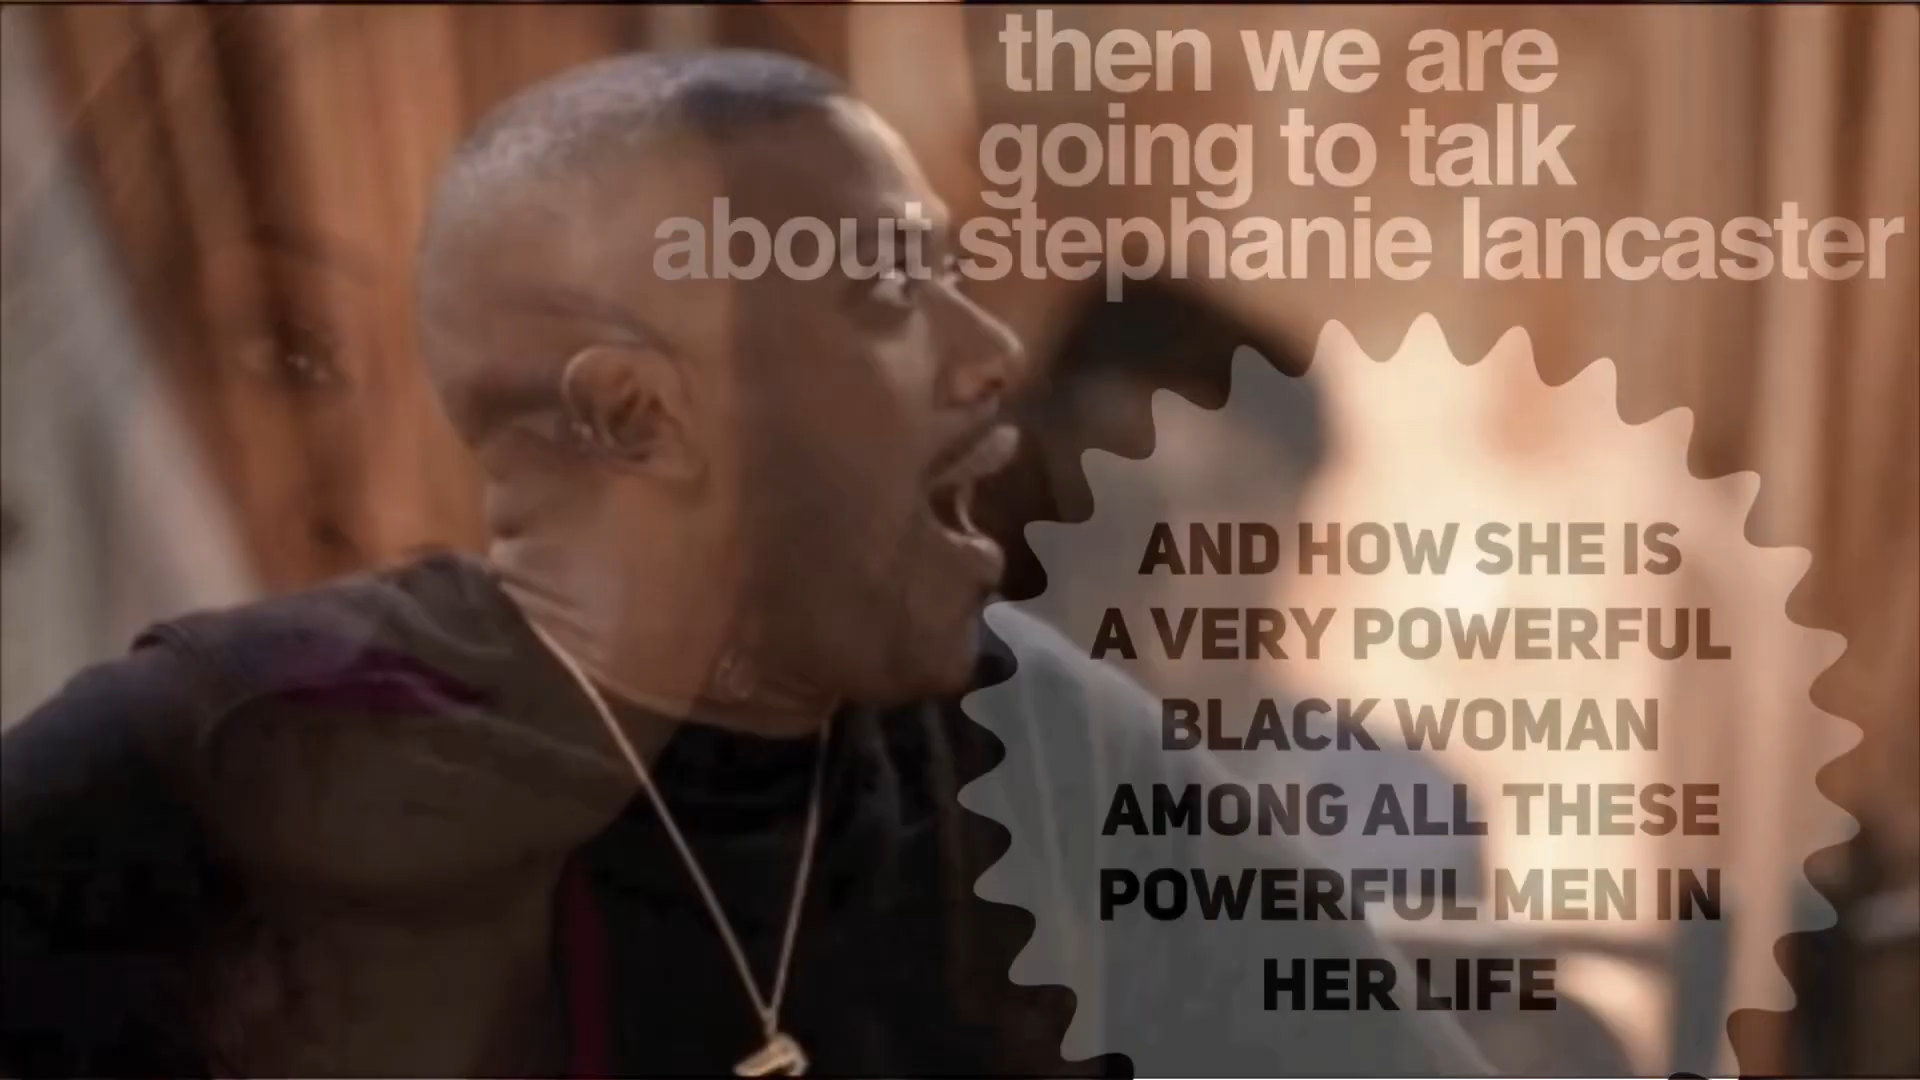 then we are
going to talk
about stephanie lancaster
AND HOW SHE IS
A VERY POWERFUL
BLACK WOMAN
AMONG ALL THESE
POWERFUL MEN IN
HER LIFE